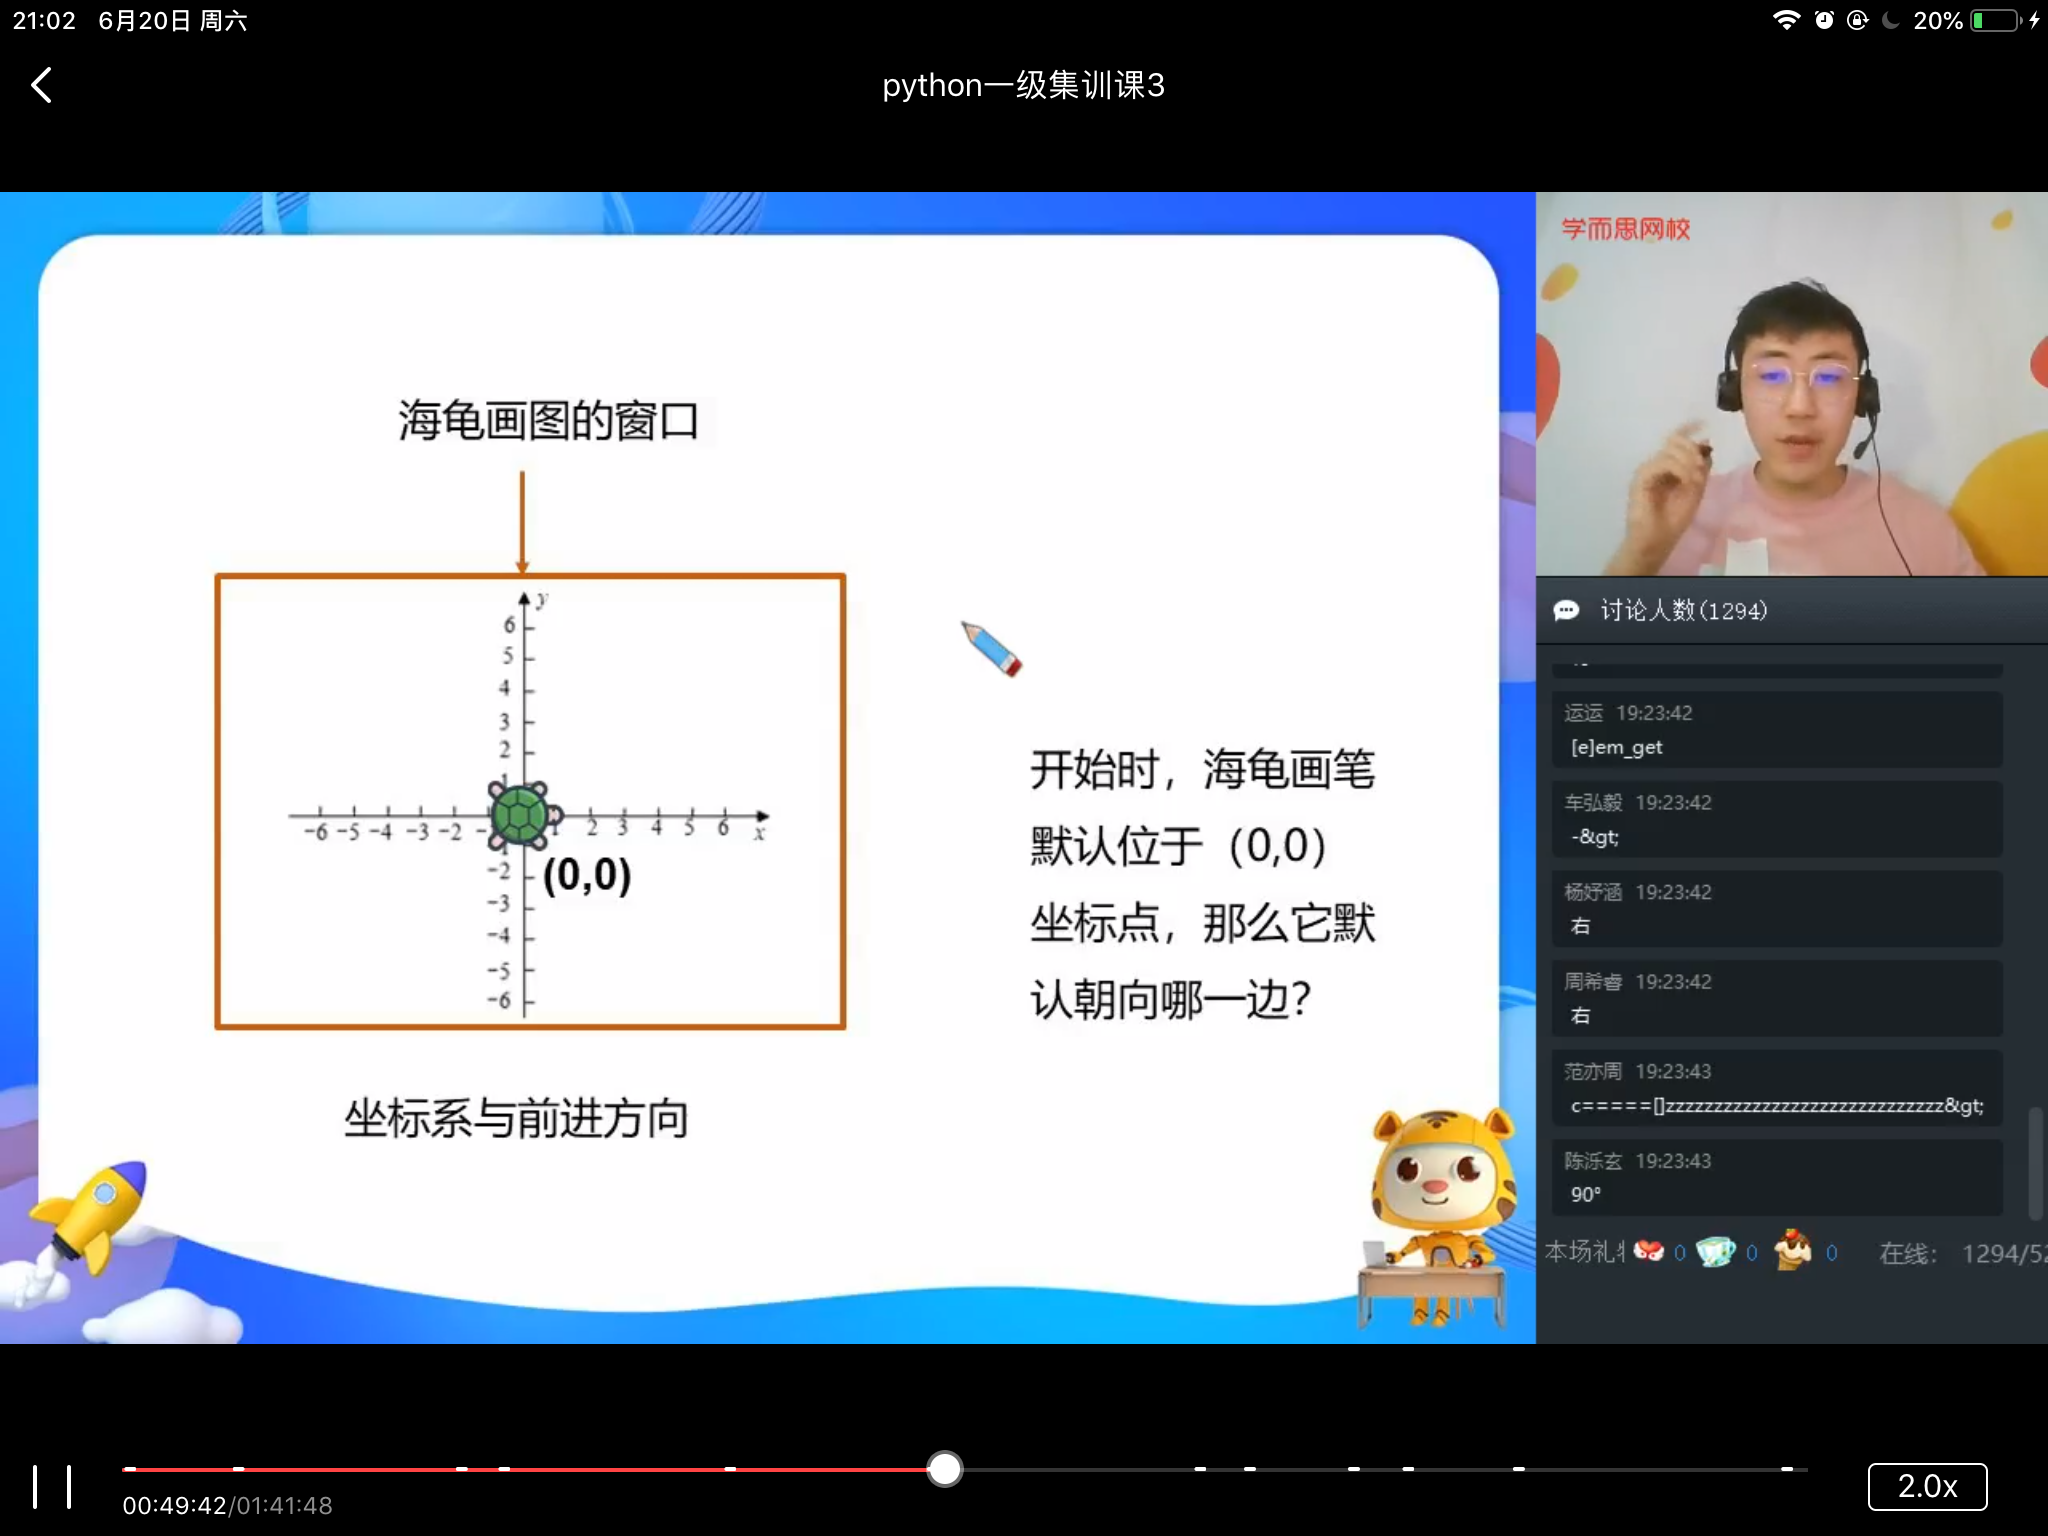 21:02 6月20日 周六
20%
python一级集训课3
海龟画图的窗口
y
6
5
4
3
2
1
-6 -5 -4 -3 -2 1 2 3 4 5 6 x
(0,0)
-2
-3
-4
-5
-6
坐标系与前进方向
开始时，海龟画笔
默认位于（0,0）
坐标点，那么它默
认朝向哪一边？
学而思网校
讨论人数(1294)
运运 19:23:42
[e]em_get
车弘毅 19:23:42
-&gt;
杨妤涵 19:23:42
右
周希睿 19:23:42
右
范亦周 19:23:43
c=====[]zzzzzzzzzzzzzzzzzzzzzzzzzzzzz&gt;
陈泺玄 19:23:43
90°
本场礼 0 0 0 在线： 1294/52
00:49:42/01:41:48
2.0x